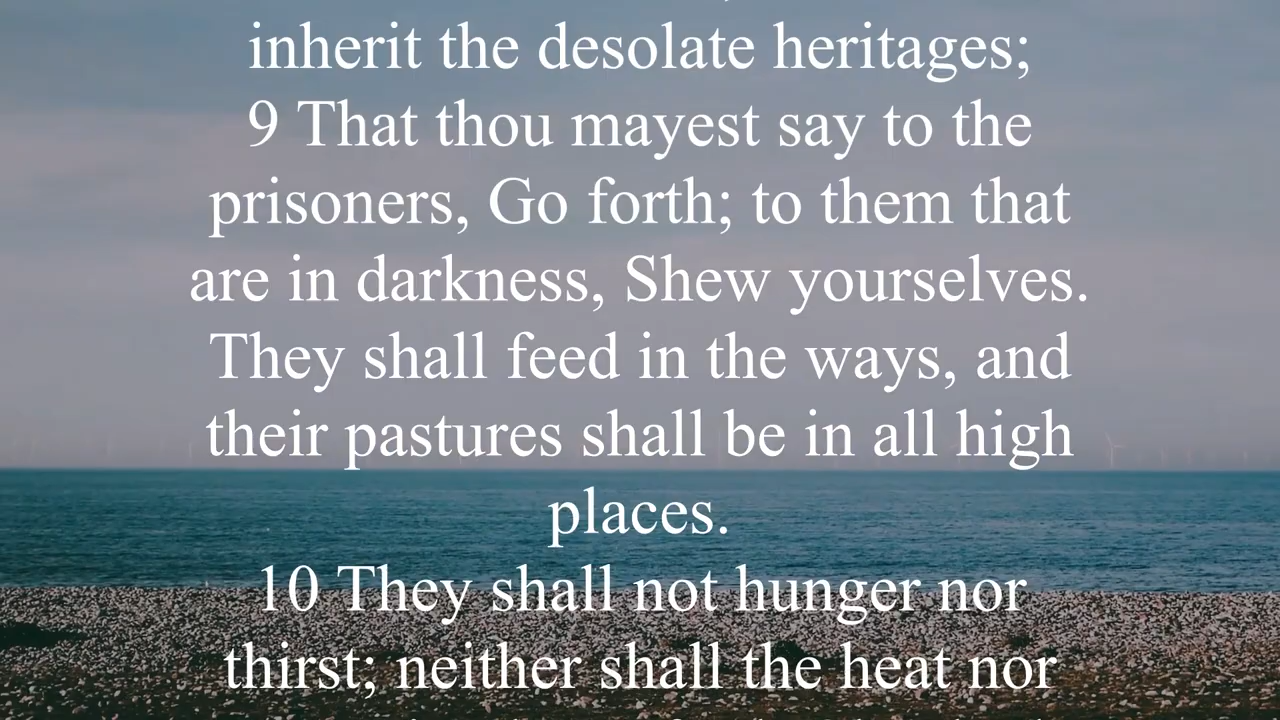 inherit the desolate heritages;
9 That thou mayest say to the
prisoners, Go forth; to them that
are in darkness, Shew yourselves.
They shall feed in the ways, and
their pastures shall be in all high
places.
10 They shall not hunger nor
thirst; neither shall the heat nor